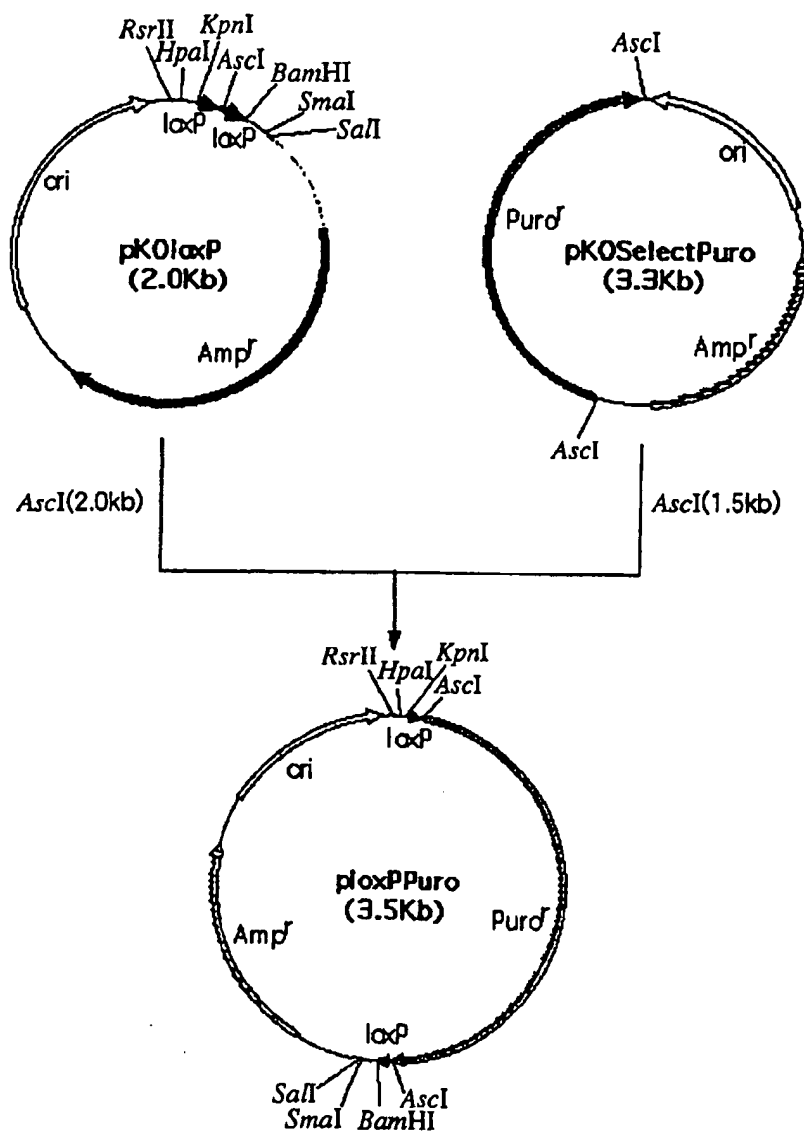 RsrII
HpaI
KpnI
AscI
BamHI
SmaI
SalI
loxP
loxP
ori
pKOloxP
(2.0Kb)
Ampr
AscI
ori
Puror
pKOSelectPuro
(3.3Kb)
Ampr
AscI
AscI(2.0kb)
AscI(1.5kb)
RsrII
HpaI
KpnI
AscI
loxP
ori
ploxPPuro
(3.5Kb)
Puror
Ampr
loxP
SalI
SmaI
BamHI
AscI